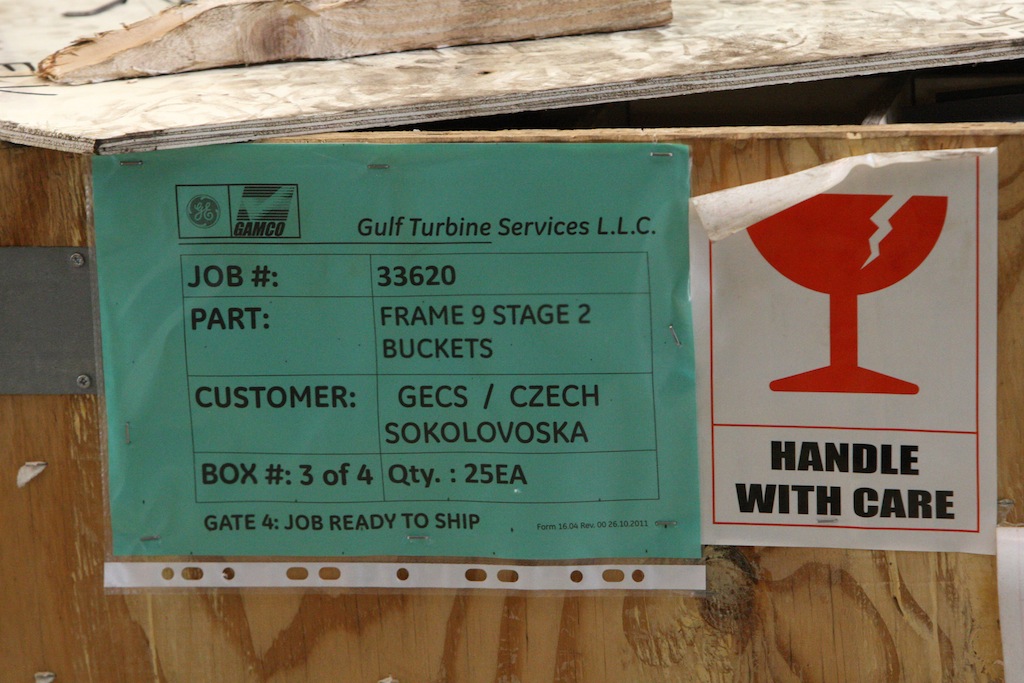 GE GAMCO
Gulf Turbine Services L.L.C.
JOB #: 33620
PART: FRAME 9 STAGE 2
BUCKETS
CUSTOMER: GECS / CZECH
SOKOLOVOSKA
BOX #: 3 of 4 Qty. : 25EA
GATE 4: JOB READY TO SHIP
Form 16.04 Rev. 00 26.10.2011
HANDLE
WITH CARE